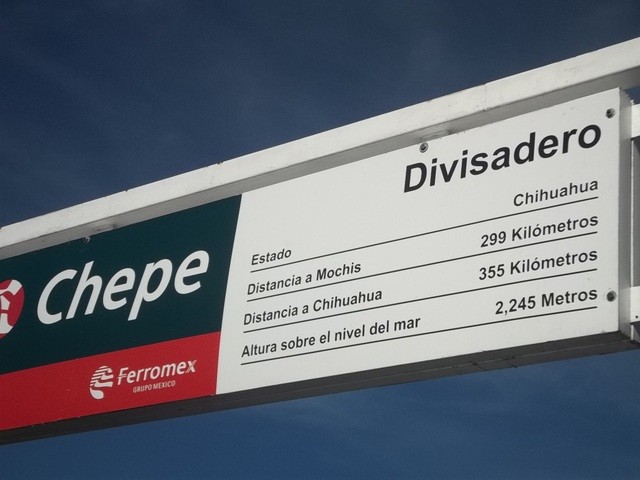 Chepe
Ferromex
GRUPO MEXICO
Divisadero
Estado Chihuahua
Distancia a Mochis 299 Kilómetros
Distancia a Chihuahua 355 Kilómetros
Altura sobre el nivel del mar 2,245 Metros